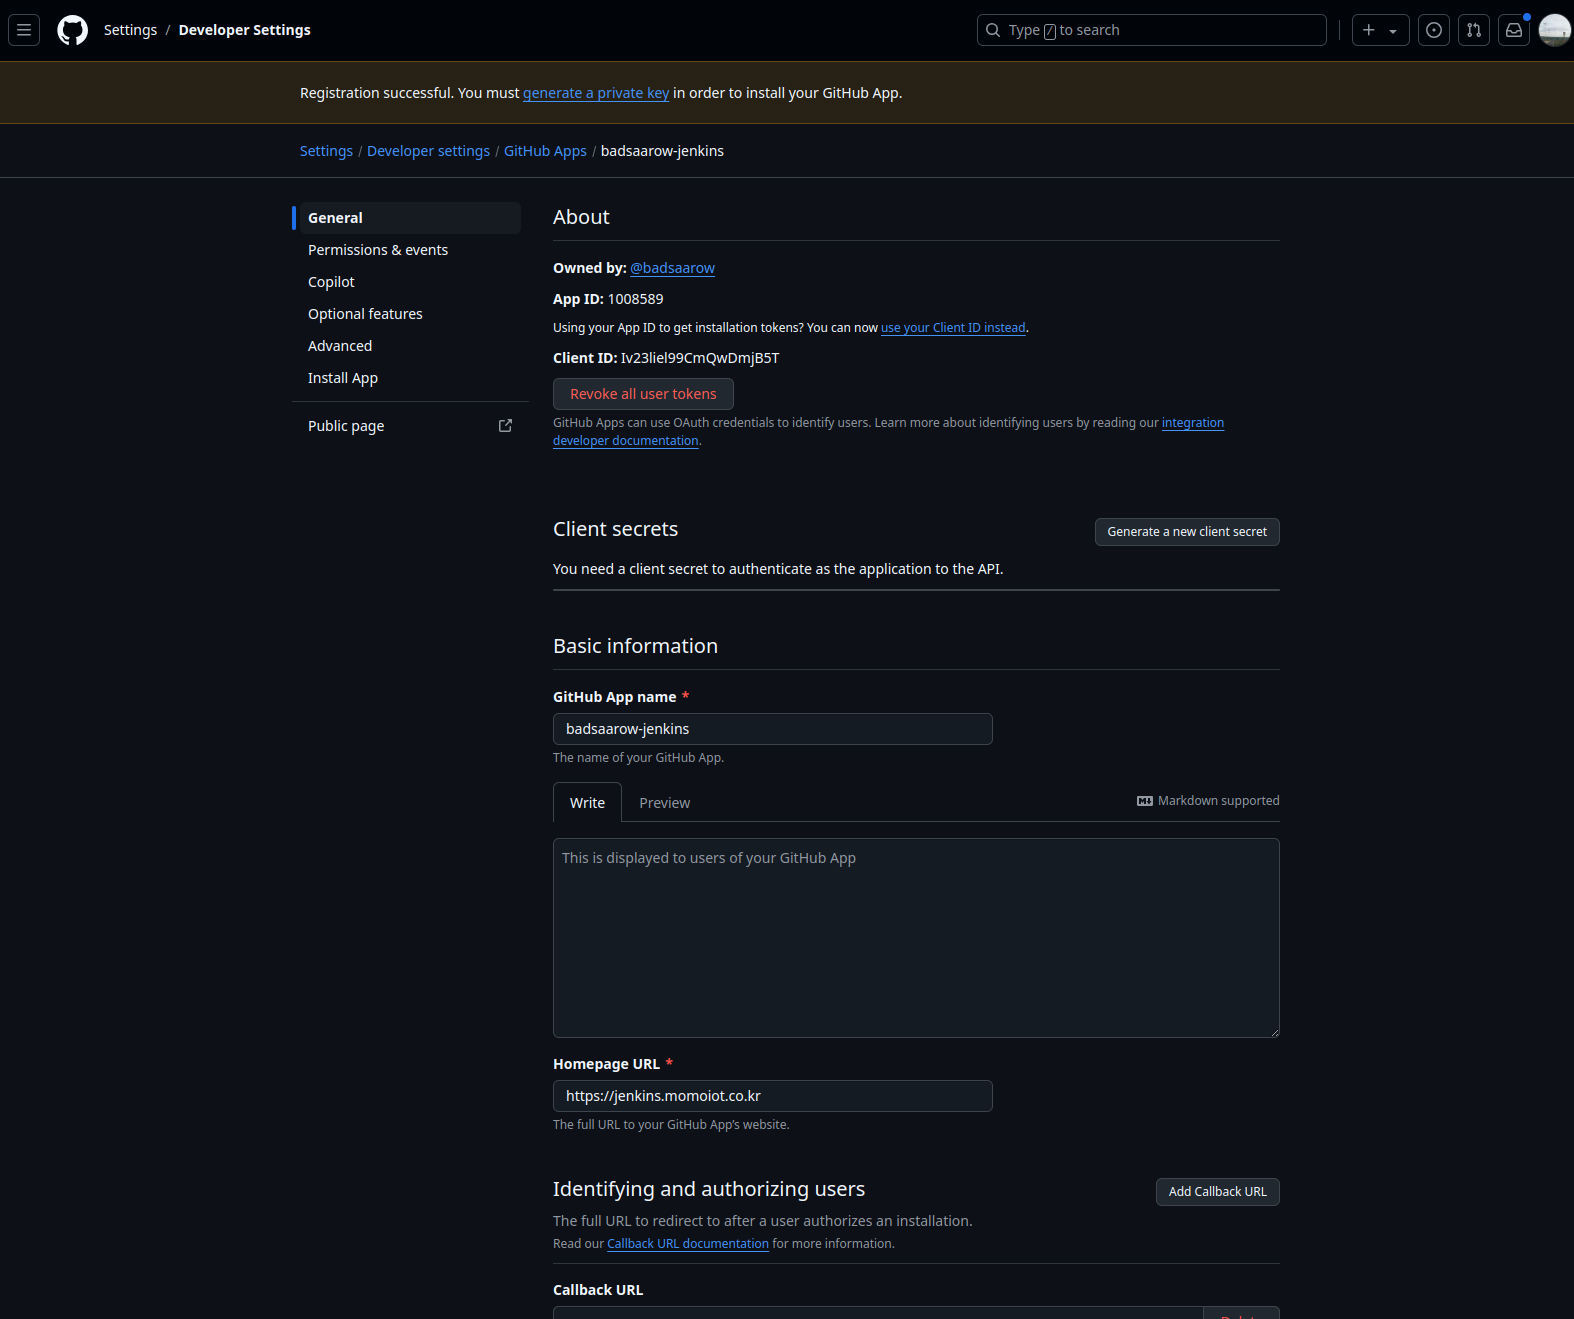 Settings / Developer Settings
Type / to search
Registration successful. You must generate a private key in order to install your GitHub App.
Settings / Developer settings / GitHub Apps / badsaarow-jenkins
General
Permissions & events
Copilot
Optional features
Advanced
Install App
Public page
About
Owned by: @badsaarow
App ID: 1008589
Using your App ID to get installation tokens? You can now use your Client ID instead.
Client ID: Iv23liel99CmQwDmjB5T
Revoke all user tokens
GitHub Apps can use OAuth credentials to identify users. Learn more about identifying users by reading our integration
developer documentation.
Client secrets
Generate a new client secret
You need a client secret to authenticate as the application to the API.
Basic information
GitHub App name *
badsaarow-jenkins
The name of your GitHub App.
Write
Preview
Markdown supported
This is displayed to users of your GitHub App
Homepage URL *
https://jenkins.momoiot.co.kr
The full URL to your GitHub App's website.
Identifying and authorizing users
Add Callback URL
The full URL to redirect to after a user authorizes an installation.
Read our Callback URL documentation for more information.
Callback URL